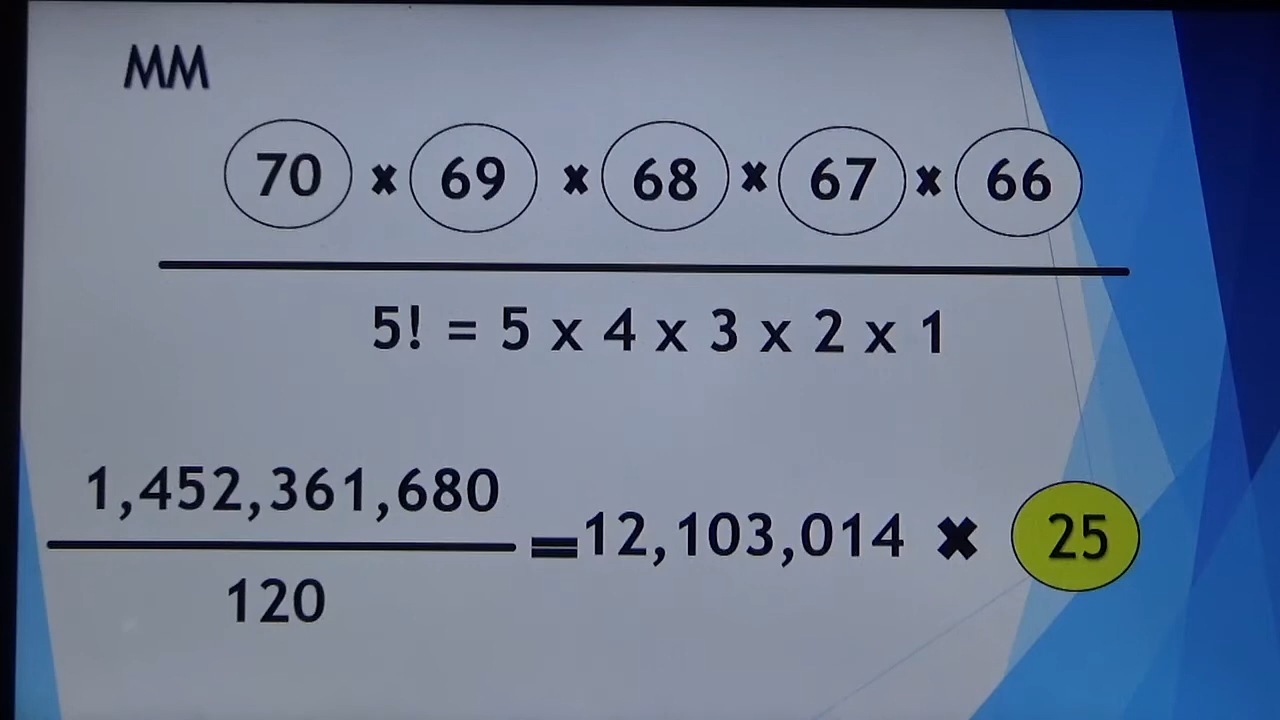 MM
70 x 69 x 68 x 67 x 66
5! = 5 x 4 x 3 x 2 x 1
1,452,361,680
120
=12,103,014 x 25